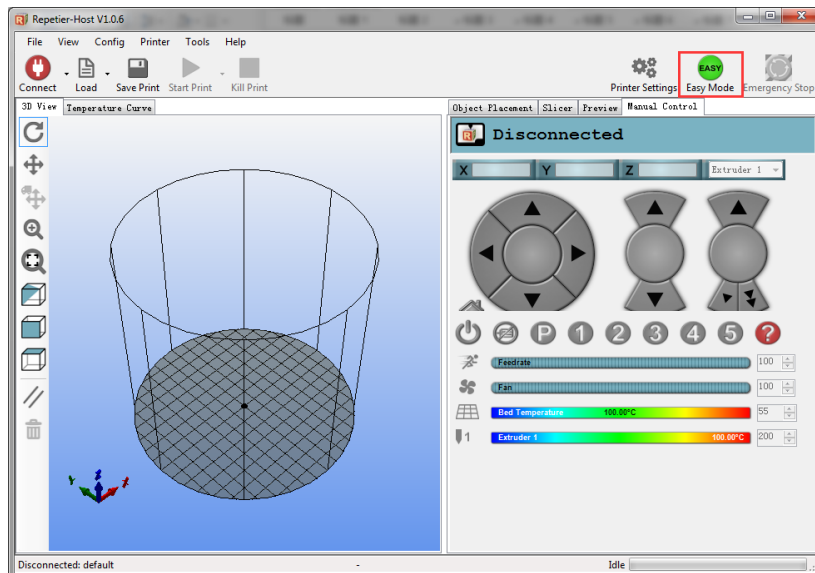 Repetier-Host V1.0.6
File View Config Printer Tools Help
EASY
Connect Load Save Print Start Print Kill Print Printer Settings Easy Mode Emergency Stop
3D View Temperature Curve Object Placement Slicer Preview Manual Control
Disconnected
X Y Z Extruder 1
P 1 2 3 4 5 ?
Feedrate 100
Fan 100
Bed Temperature 100.00°C 55
1 Extruder 1 100.00°C 200
Y Z X
Disconnected: default - Idle